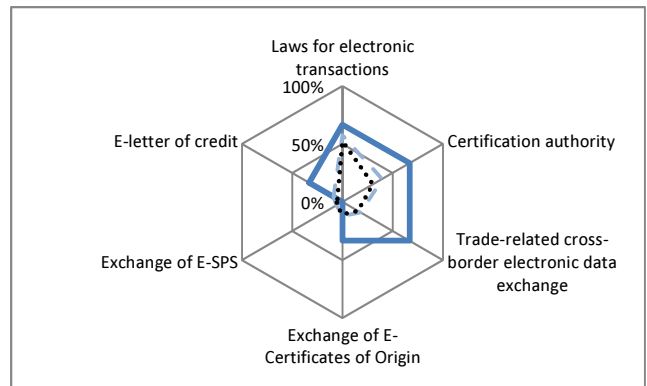 Laws for electronic
transactions
100%
E-letter of credit
50%
Certification authority
0%
Exchange of E-SPS
Trade-related cross-
border electronic data
exchange
Exchange of E-
Certificates of Origin